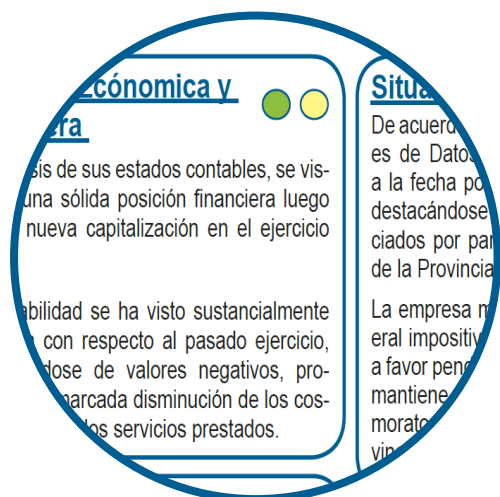 Ecónomica y
era
sis de sus estados contables, se vis-
una sólida posición financiera luego
nueva capitalización en el ejercicio
abilidad se ha visto sustancialmente
con respecto al pasado ejercicio,
dose de valores negativos, pro-
marcada disminución de los cos-
los servicios prestados.
Situa
De acuerd
es de Datos
a la fecha po
destacándose
ciados por par
de la Provincia
La empresa m
eral impositiv
a favor pend
mantiene
morato
vin